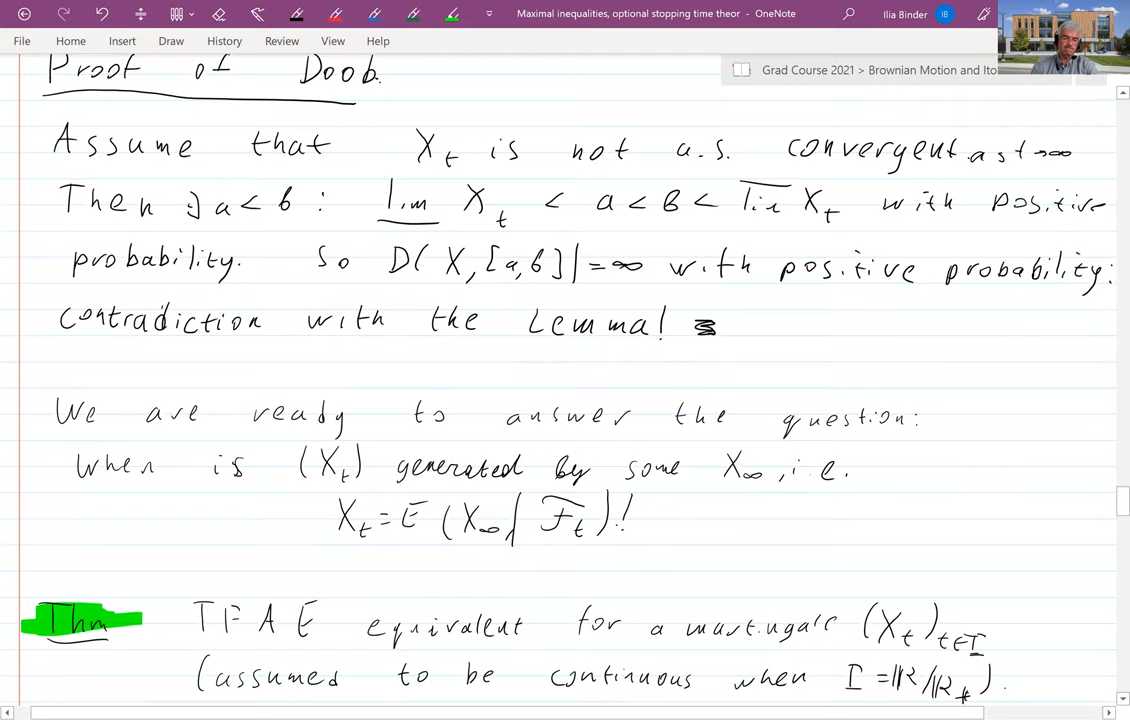 Maximal inequalities, optional stopping time theor - OneNote
Ilia Binder IB
File Home Insert Draw History Review View Help
Grad Course 2021 > Brownian Motion and Ito
Proof of Doob.
Assume that X_t is not a.s. convergent as t→∞
Then ∃ a<b : lim X_t < a < b < lim X_t with positive
probability. So D(X, [a,b]) = ∞ with positive probability:
contradiction with the Lemma!
We are ready to answer the question:
When is (X_t) generated by some X_∞, i.e.
X_t = E(X_∞ | F_t)!
Thm TFAE equivalent for a martingale (X_t)_{t∈I}
(assumed to be continuous when I = ℝ/ℝ_+).